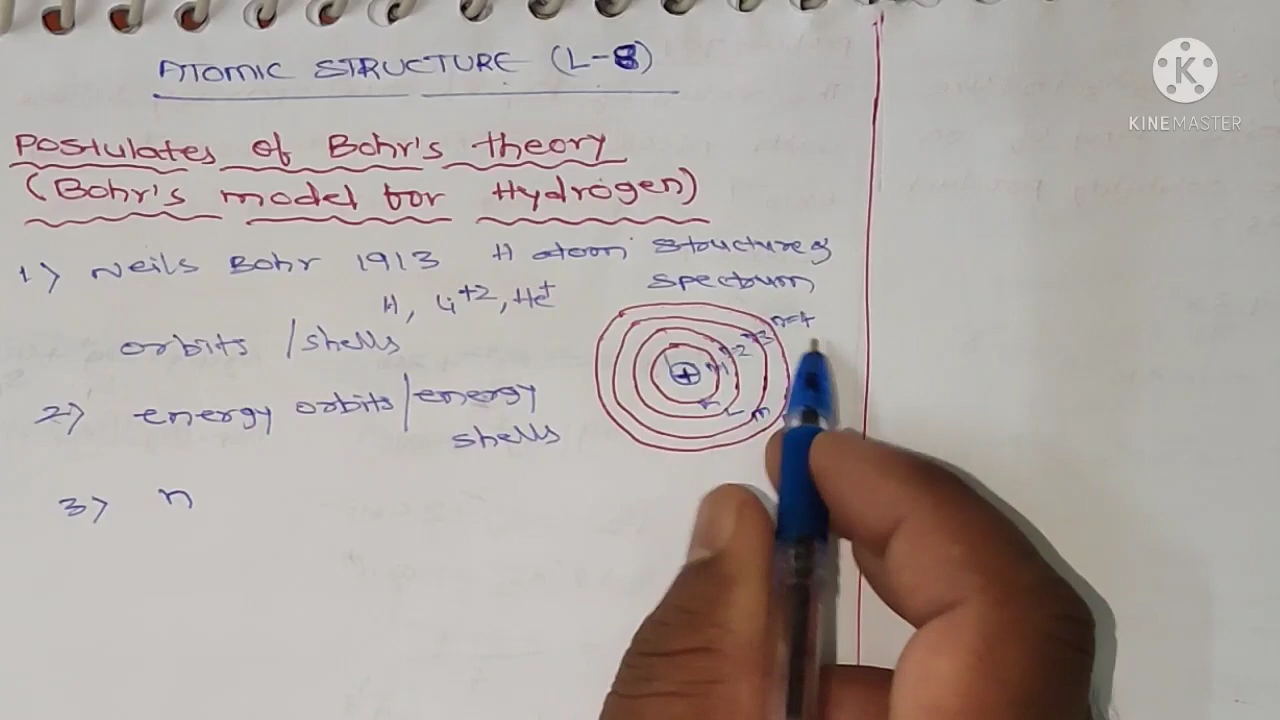 ATOMIC STRUCTURE (L-8)
Postulates of Bohr's theory
(Bohr's model for Hydrogen)
1) Neils Bohr 1913 H atom structure &
spectrum
H, Li+2, He+
orbits / shells
2) energy orbits/energy
shells
3) n
n=1 n=2 n=3 n=4
+
K L M
K
KINEMASTER